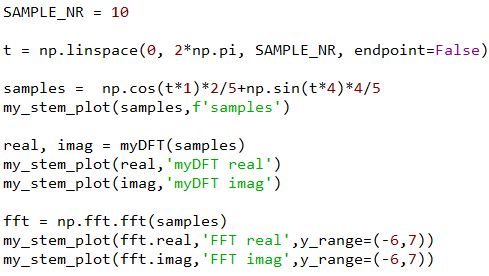 SAMPLE_NR = 10
t = np.linspace(0, 2*np.pi, SAMPLE_NR, endpoint=False)
samples =  np.cos(t*1)*2/5+np.sin(t*4)*4/5
my_stem_plot(samples,f'samples')
real, imag = myDFT(samples)
my_stem_plot(real,'myDFT real')
my_stem_plot(imag,'myDFT imag')
fft = np.fft.fft(samples)
my_stem_plot(fft.real,'FFT real',y_range=(-6,7))
my_stem_plot(fft.imag,'FFT imag',y_range=(-6,7))